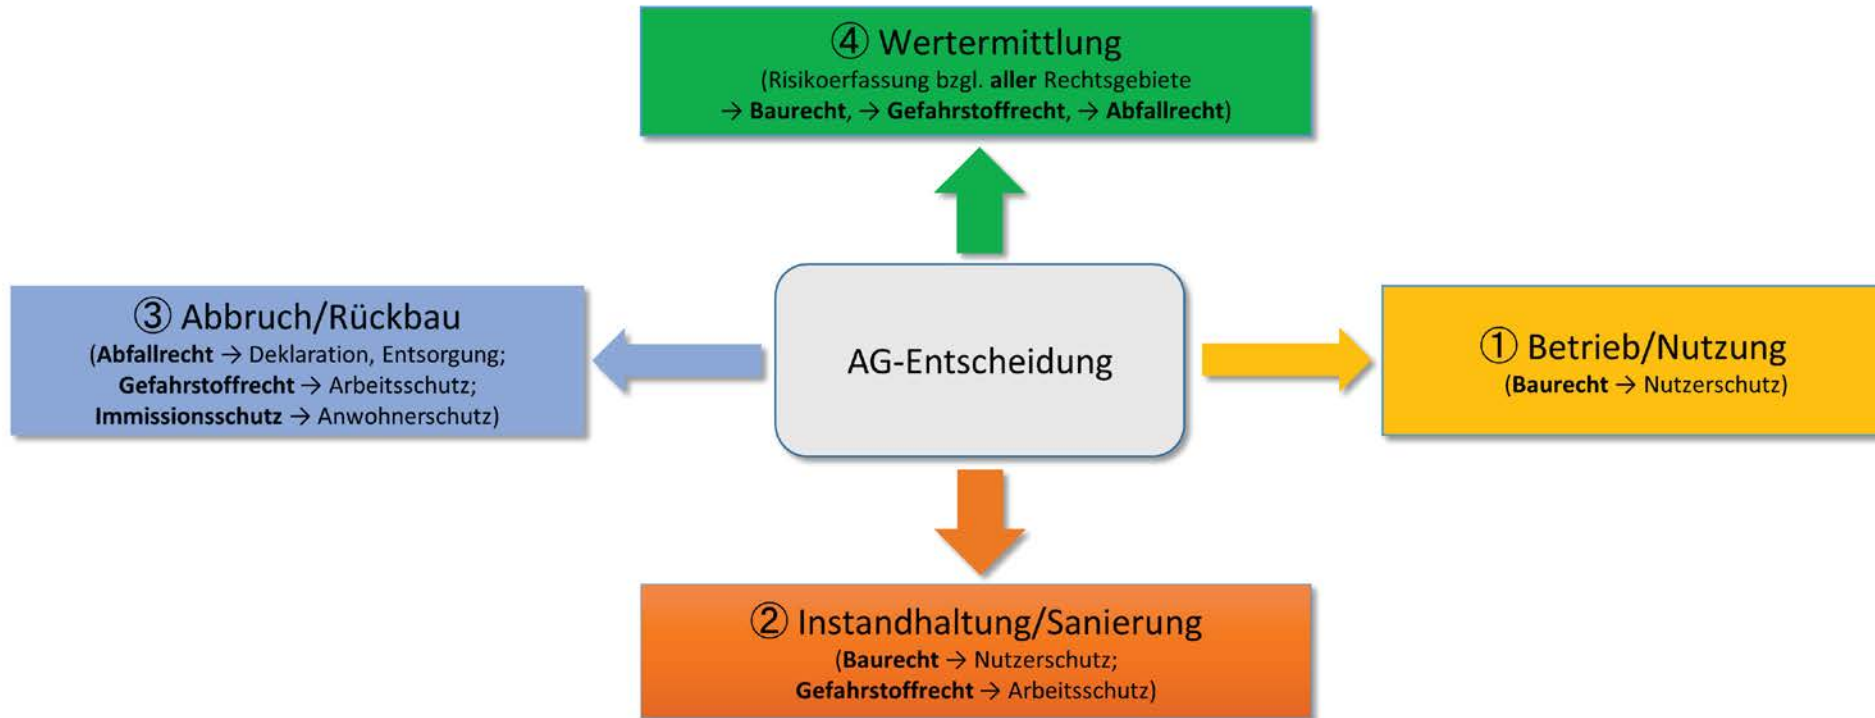 ④ Wertermittlung
(Risikoerfassung bzgl. aller Rechtsgebiete
→ Baurecht, → Gefahrstoffrecht, → Abfallrecht)
③ Abbruch/Rückbau
(Abfallrecht → Deklaration, Entsorgung;
Gefahrstoffrecht → Arbeitsschutz;
Immissionsschutz → Anwohnerschutz)
AG-Entscheidung
① Betrieb/Nutzung
(Baurecht → Nutzerschutz)
② Instandhaltung/Sanierung
(Baurecht → Nutzerschutz;
Gefahrstoffrecht → Arbeitsschutz)